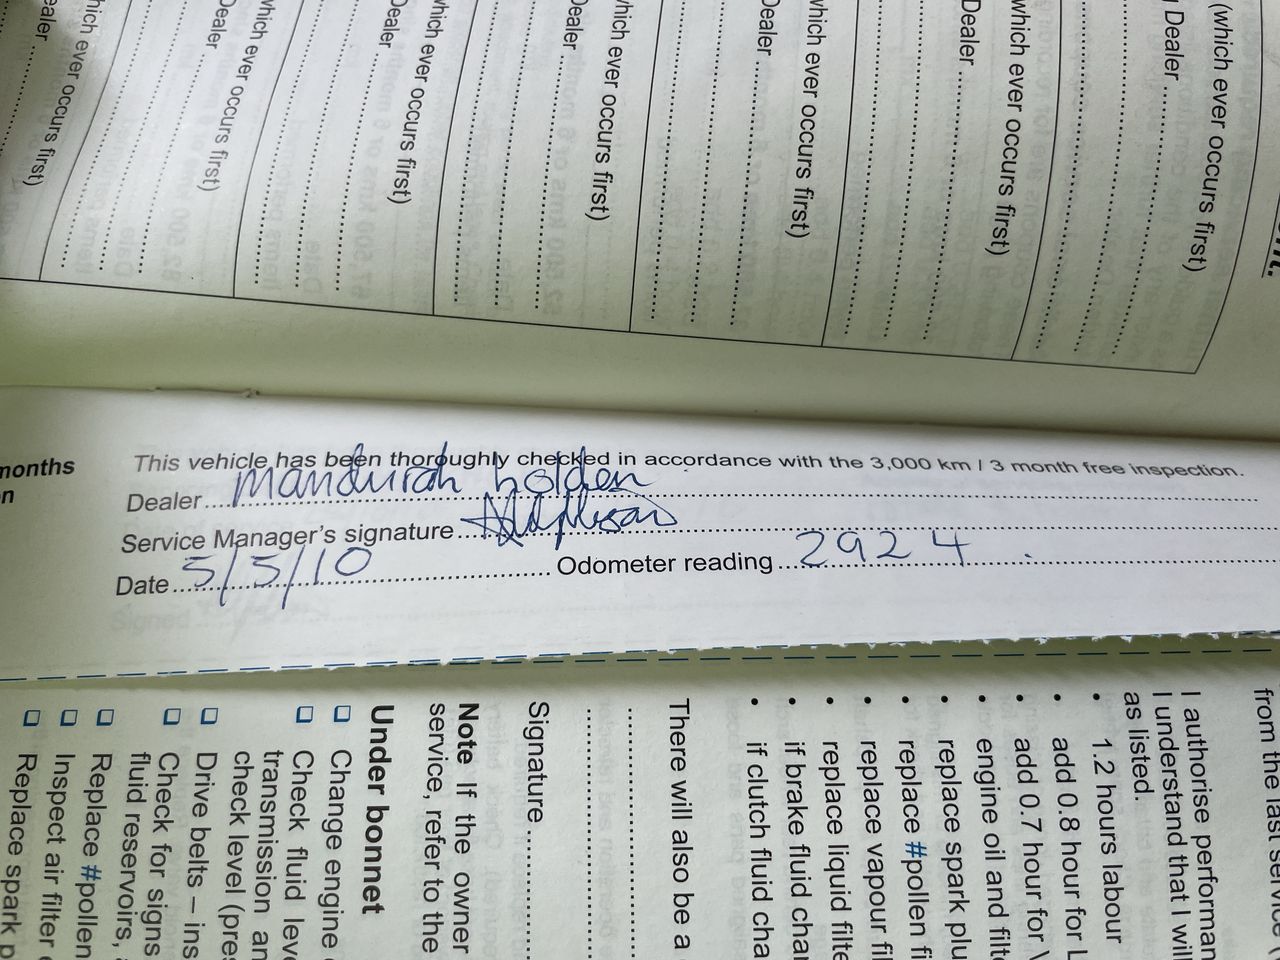 (which ever occurs first)
Dealer
(which ever occurs first)
Dealer
which ever occurs first)
Dealer
which ever occurs first)
Dealer
which ever occurs first)
Dealer
which ever occurs first)
Dealer
hich ever occurs first)
ealer
months
n
This vehicle has been thoroughly checked in accordance with the 3,000 km / 3 month free inspection.
Dealer mandurah holden
Service Manager's signature
Date 5/5/10 Odometer reading 2924
from the last service (
I authorise performan
I understand that I will
as listed.
• 1.2 hours labour
• add 0.8 hour for L
• add 0.7 hour for V
• engine oil and filte
• replace spark plu
• replace #pollen fi
• replace vapour fil
• replace liquid filte
• if brake fluid char
• if clutch fluid cha
There will also be a
Signature
Note If the owner
service, refer to the
Under bonnet
❑ Change engine
❑ Check fluid leve
transmission an
check level (pres
❑ Drive belts – ins
❑ Check for signs
fluid reservoirs,
❑ Replace #pollen
❑ Inspect air filter
❑ Replace spark p